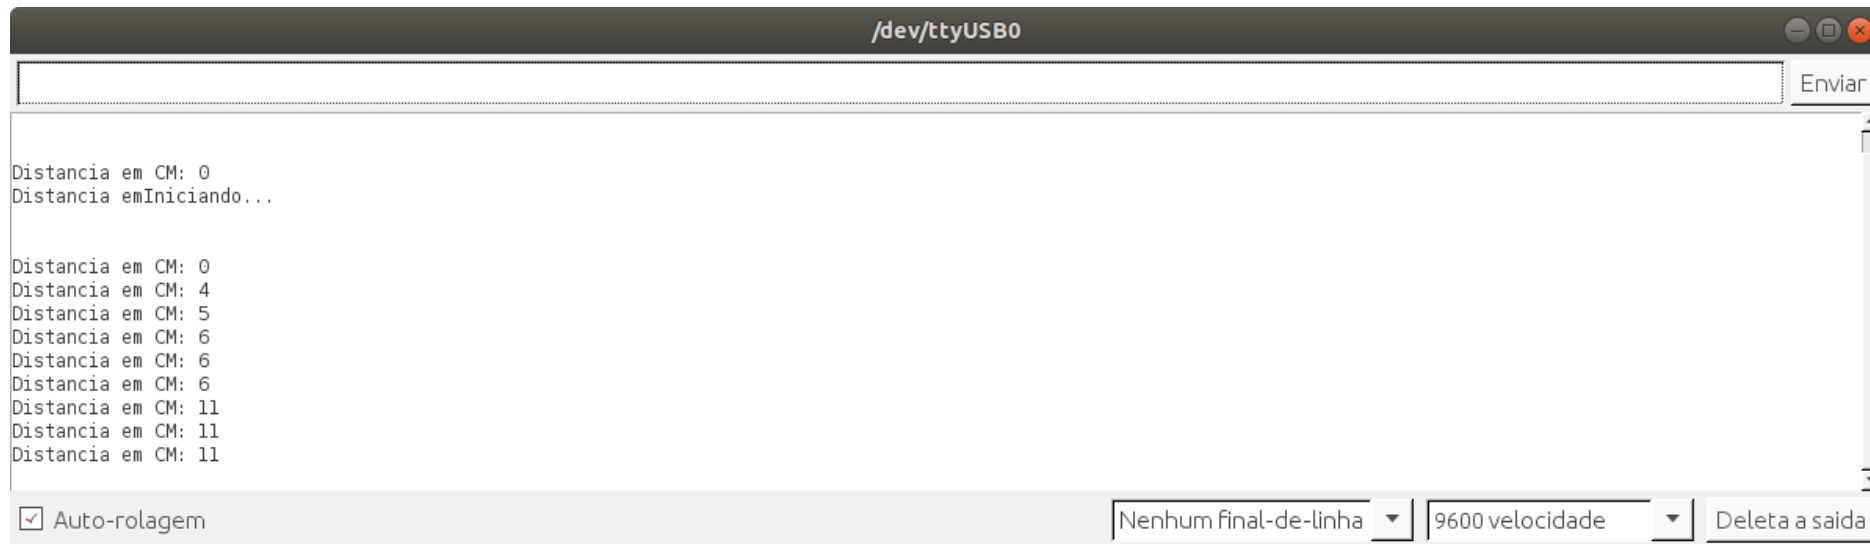 /dev/ttyUSB0
Enviar
Distancia em CM: 0
Distancia emIniciando...
Distancia em CM: 0
Distancia em CM: 4
Distancia em CM: 5
Distancia em CM: 6
Distancia em CM: 6
Distancia em CM: 6
Distancia em CM: 11
Distancia em CM: 11
Distancia em CM: 11
Auto-rolagem
Nenhum final-de-linha
9600 velocidade
Deleta a saida